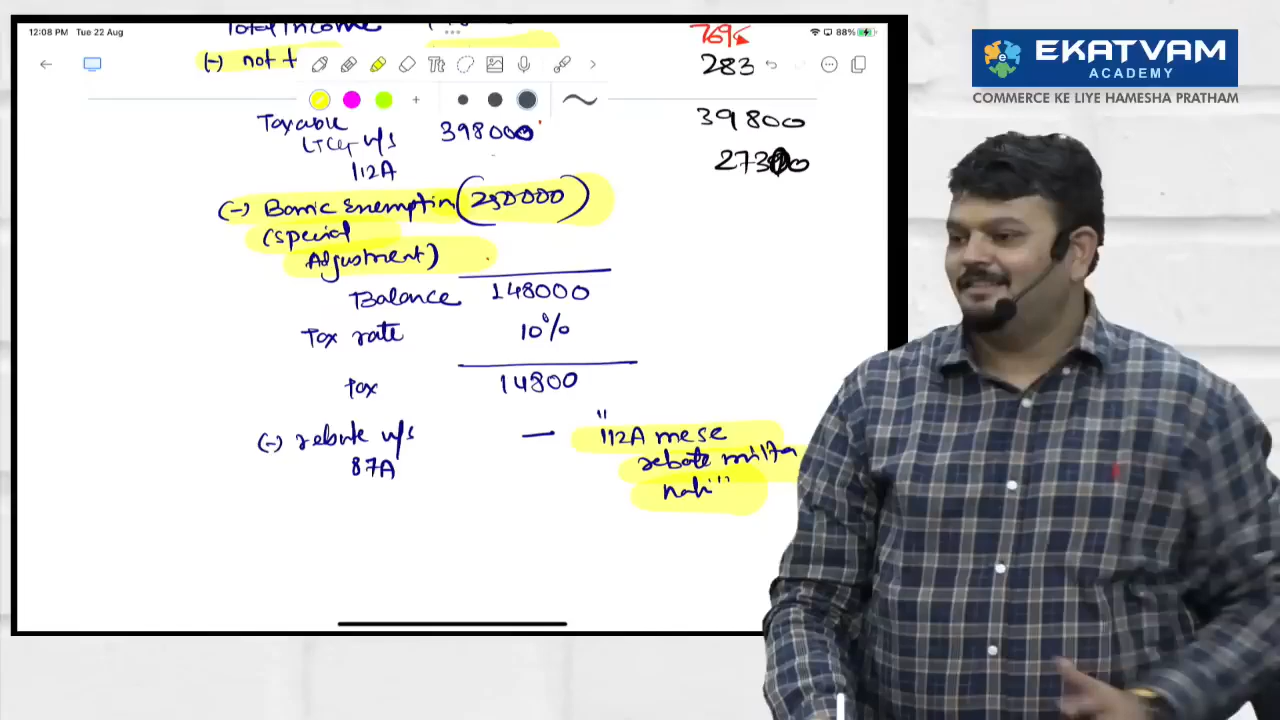 12:08 PM Tue 22 Aug
88%
Total Income
(-) not t
Taxable 398000
LTCG u/s
112A
(-) Basic Exemption (250000)
(special
Adjustment)
Balance 148000
Tax rate 10%
Tax 14800
(-) rebate u/s —
87A
"112A me se
rebate milta
nahi"
283
39800
EKATVAM
ACADEMY
COMMERCE KE LIYE HAMESHA PRATHAM